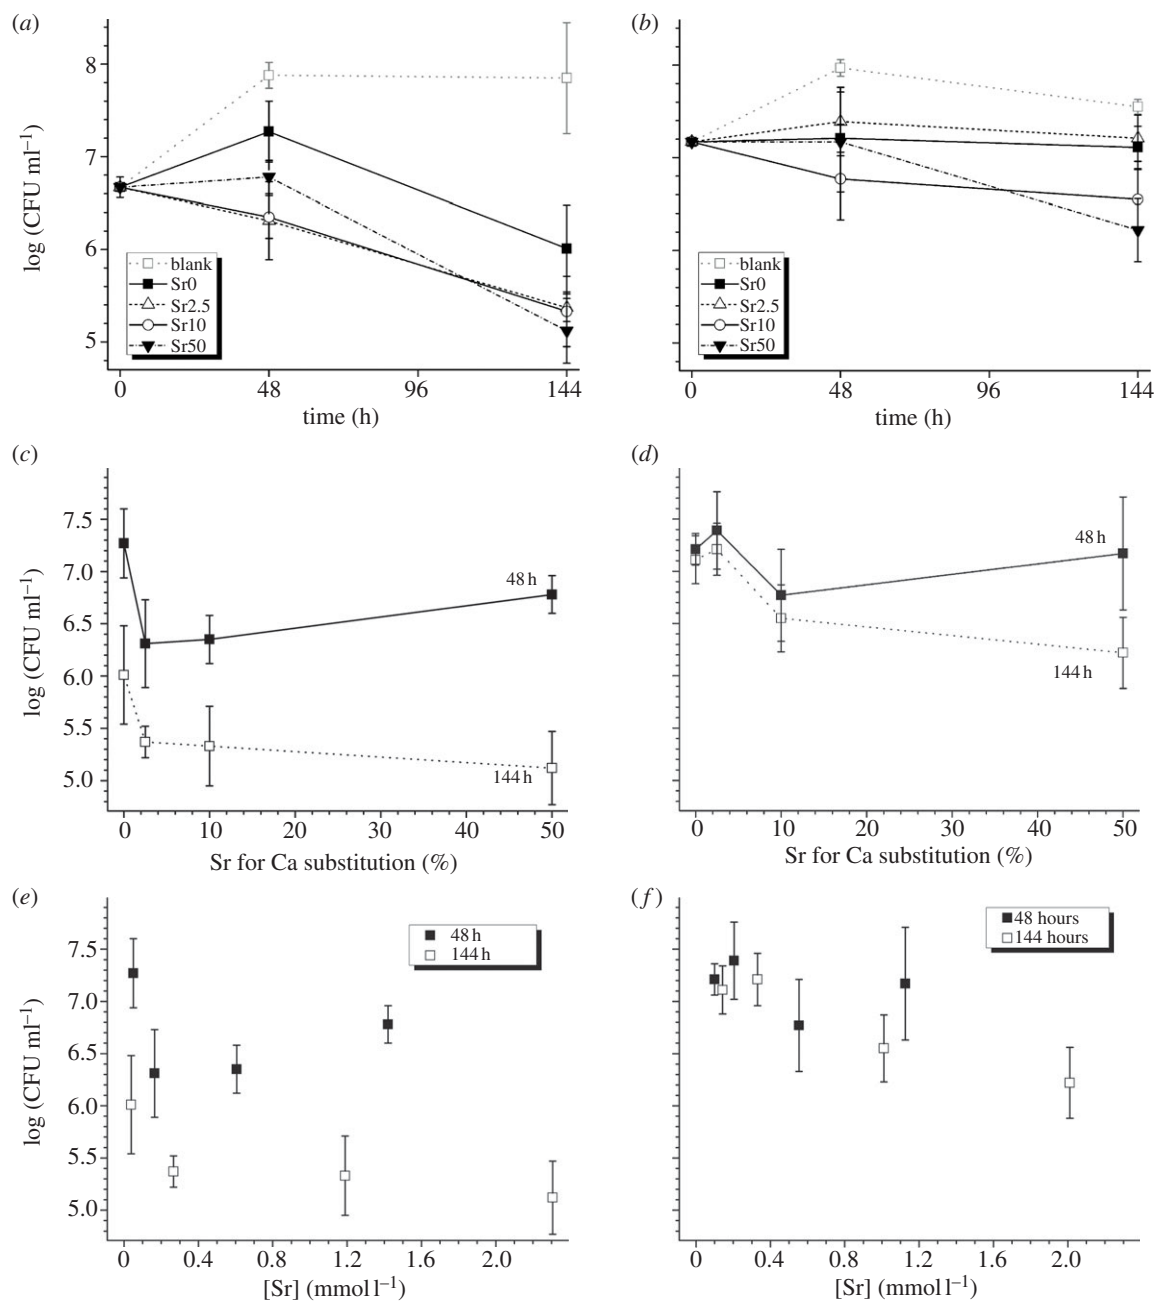 (a)
log (CFU ml⁻¹)
8
7
6
5
blank
Sr0
Sr2.5
Sr10
Sr50
0 48 96 144
time (h)
(b)
blank
Sr0
Sr2.5
Sr10
Sr50
0 48 96 144
time (h)
(c)
log (CFU ml⁻¹)
7.5
7.0
6.5
6.0
5.5
5.0
48 h
144 h
0 10 20 30 40 50
Sr for Ca substitution (%)
(d)
48 h
144 h
0 10 20 30 40 50
Sr for Ca substitution (%)
(e)
log (CFU ml⁻¹)
7.5
7.0
6.5
6.0
5.5
5.0
48 h
144 h
0 0.4 0.8 1.2 1.6 2.0
[Sr] (mmol l⁻¹)
(f)
48 hours
144 hours
0 0.4 0.8 1.2 1.6 2.0
[Sr] (mmol l⁻¹)